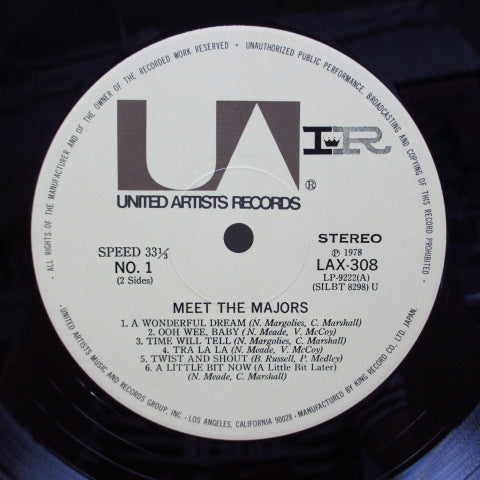 · ALL RIGHTS OF THE MANUFACTURER AND OF THE OWNER OF THE RECORDED WORK RESERVED · UNAUTHORIZED PUBLIC PERFORMANCE, BROADCASTING AND COPYING OF THIS RECORD PROHIBITED ·
UA
IR
®
UNITED ARTISTS RECORDS
SPEED 33⅓
NO. 1
(2 Sides)
STEREO
℗ 1978
LAX-308
LP-9222(A)
(SILBT 8298) U
MEET THE MAJORS
1. A WONDERFUL DREAM (N. Margolies, C. Marshall)
2. OOH WEE, BABY (N. Meade, V. McCoy)
3. TIME WILL TELL (N. Margolies, C. Marshall)
4. TRA LA LA (N. Meade, V. McCoy)
5. TWIST AND SHOUT (B. Russell, P. Medley)
6. A LITTLE BIT NOW (A Little Bit Later)
(N. Meade, C. Marshall)
· UNITED ARTISTS MUSIC AND RECORDS GROUP, INC. · LOS ANGELES, CALIFORNIA 90028 · MANUFACTURED BY KING RECORD CO., LTD. JAPAN.